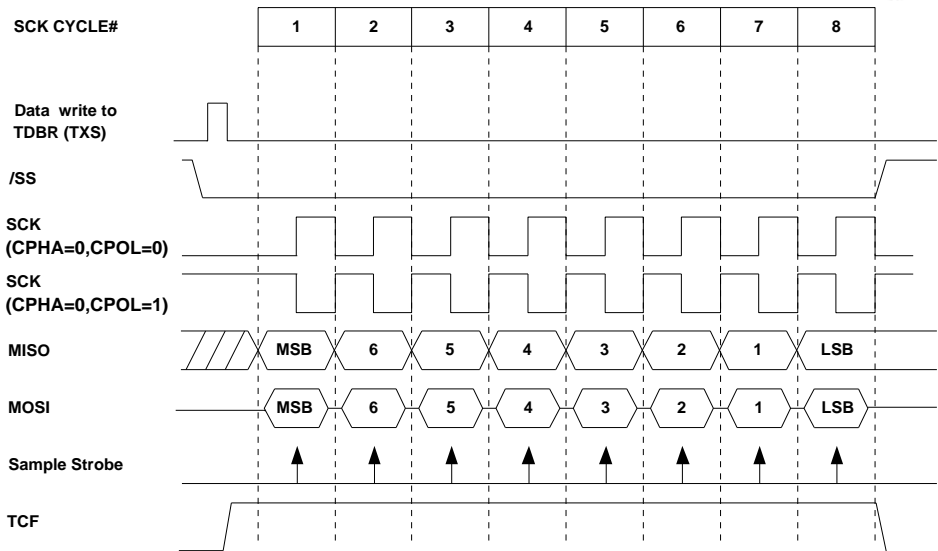 SCK CYCLE# 1 2 3 4 5 6 7 8
Data write to
TDBR (TXS)
/SS
SCK
(CPHA=0,CPOL=0)
SCK
(CPHA=0,CPOL=1)
MISO MSB 6 5 4 3 2 1 LSB
MOSI MSB 6 5 4 3 2 1 LSB
Sample Strobe
TCF